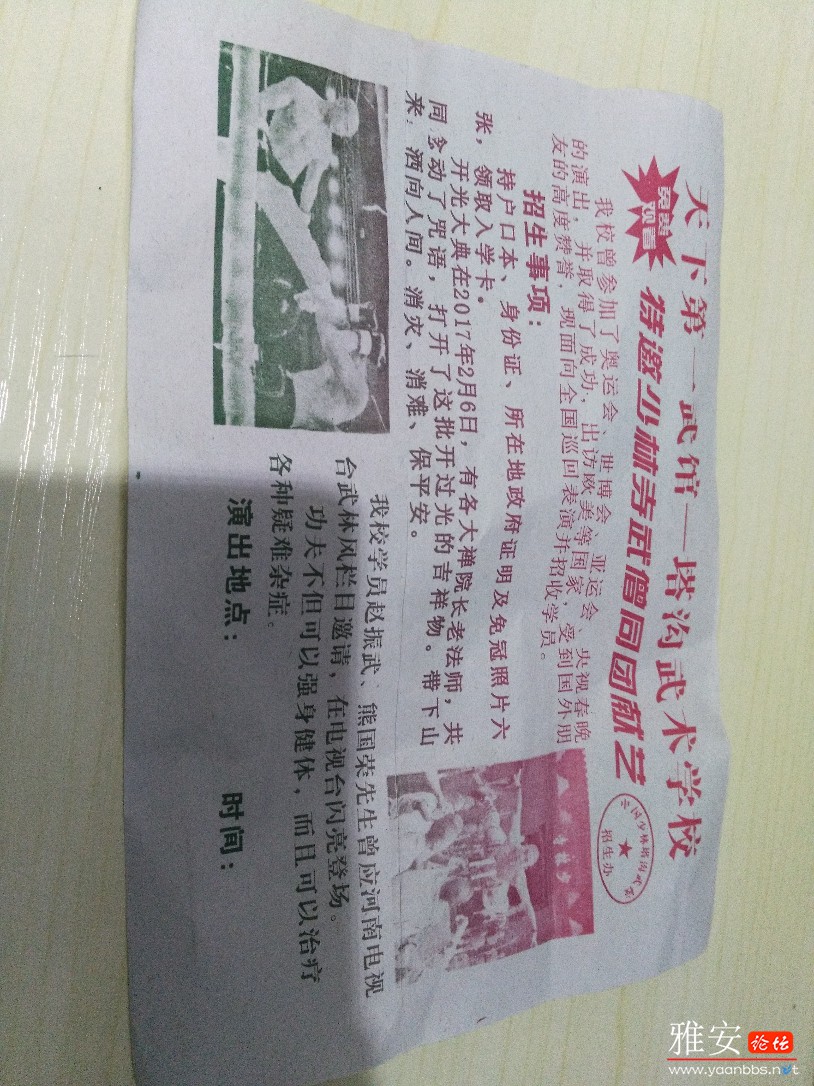 天下第一武馆—塔沟武术学校
免费
观看
特邀少林寺武僧同团献艺
我校曾参加了奥运会、世博会、亚运会、央视春晚
的演出，并取得了成功、出访欧美等国家，受到国外朋
友的高度赞誉，现面向全国巡回表演并招收学员。
招生事项：
持户口本、身份证、所在地政府证明及免冠照片六
张，领取入学卡。
开光大典在2017年2月6日，有各大禅院长老法师，共
同念动了咒语，打开了这批开过光的吉祥物。带下山
来，洒向人间。消灾、消难、保平安。
我校学员赵振武、熊国荣先生曾应河南电视
台武林风栏目邀请，在电视台闪亮登场。
功夫不但可以强身健体，而且可以治疗
各种疑难杂症。
演出地点：
时间：
招生办
雅安论坛
www.yaanbbs.net